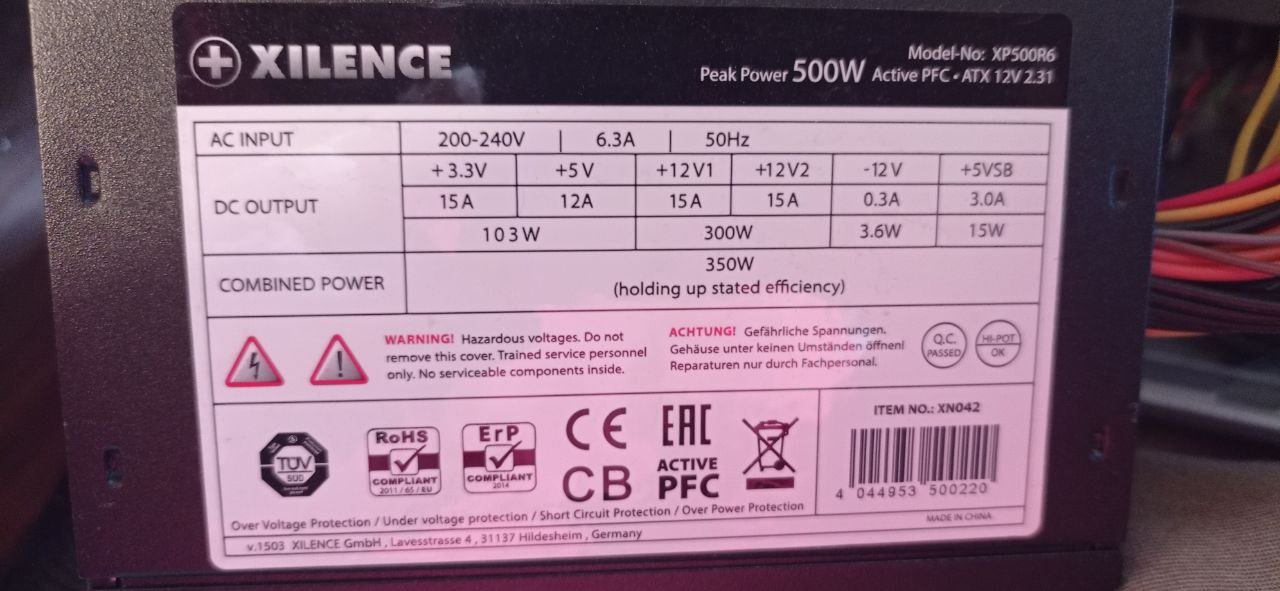 XILENCE
Model-No: XP500R6
Peak Power 500W Active PFC • ATX 12V 2.31
AC INPUT 200-240V | 6.3A | 50Hz
+3.3V +5V +12V1 +12V2 -12V +5VSB
DC OUTPUT 15A 12A 15A 15A 0.3A 3.0A
103W 300W 3.6W 15W
COMBINED POWER 350W
(holding up stated efficiency)
WARNING! Hazardous voltages. Do not
remove this cover. Trained service personnel
only. No serviceable components inside.
ACHTUNG! Gefährliche Spannungen.
Gehäuse unter keinen Umständen öffnen!
Reparaturen nur durch Fachpersonal.
Q.C.
PASSED
HI-POT
OK
TÜV
SÜD
RoHS
COMPLIANT
2011/65/EU
ErP
COMPLIANT
2014
CE
CB
EAC
ACTIVE
PFC
ITEM NO.: XN042
4 044953 500220
MADE IN CHINA
Over Voltage Protection / Under voltage protection / Short Circuit Protection / Over Power Protection
v.1503 XILENCE GmbH, Lavesstrasse 4, 31137 Hildesheim, Germany